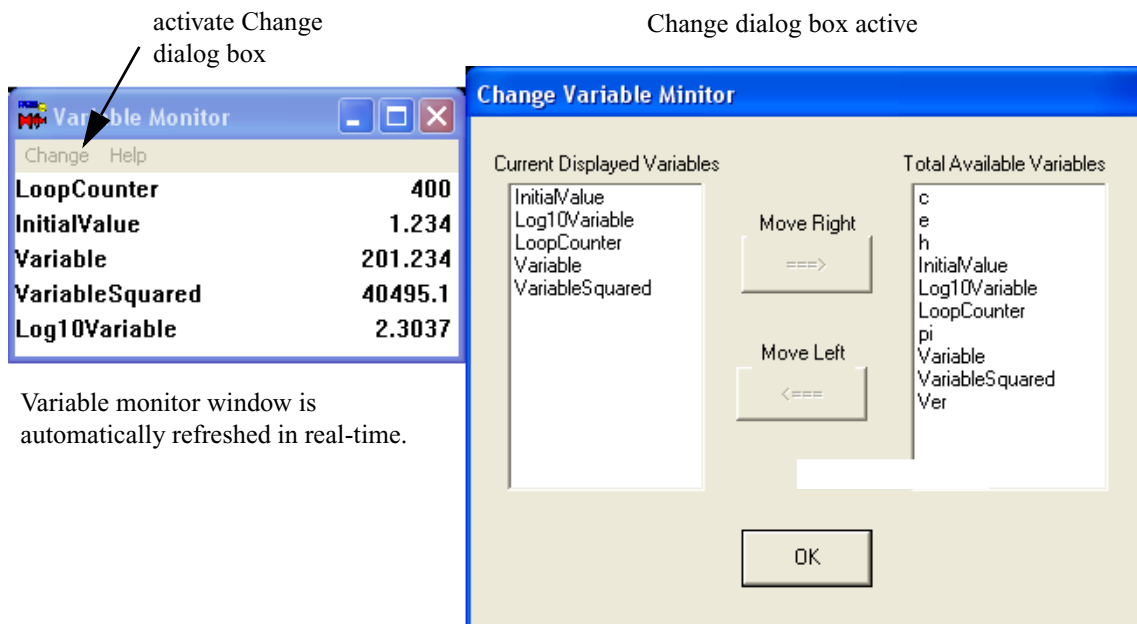 activate Change
dialog box
Change dialog box active
Variable Monitor
Change Help
LoopCounter 400
InitialValue 1.234
Variable 201.234
VariableSquared 40495.1
Log10Variable 2.3037
Variable monitor window is
automatically refreshed in real-time.
Change Variable Minitor
Current Displayed Variables
InitialValue
Log10Variable
LoopCounter
Variable
VariableSquared
Move Right
===>
Move Left
<===
Total Available Variables
c
e
h
InitialValue
Log10Variable
LoopCounter
pi
Variable
VariableSquared
Ver
OK